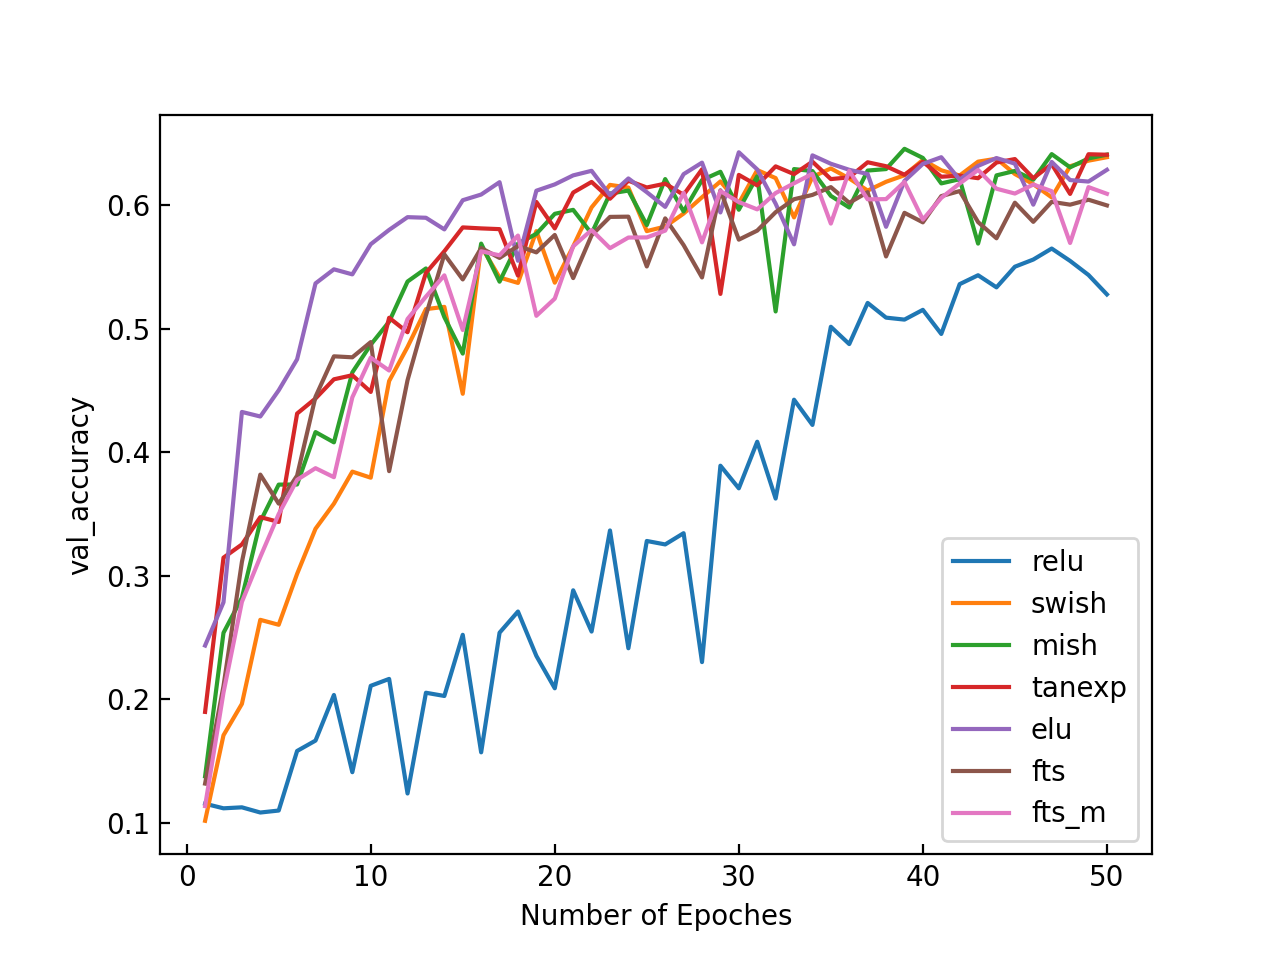 0.6
0.5
0.4
0.3
0.2
0.1
val_accuracy
0 10 20 30 40 50
Number of Epoches
relu
swish
mish
tanexp
elu
fts
fts_m